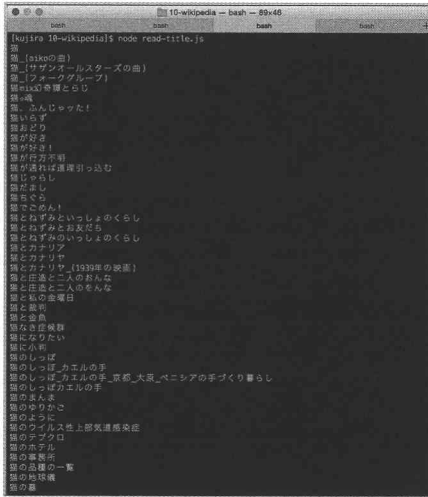 10-wikipedia — bash — 89×46
bash bash bash bash
[kujira 10-wikipedia]$ node read-title.js
猫
猫_(aikoの曲)
猫_(サザンオールスターズの曲)
猫_(フォークグループ)
猫mix幻奇譚とらじ
猫☆魂
猫、ふんじゃッた!
猫いらず
猫おどり
猫が好き
猫が好き!
猫が行方不明
猫が通れば道理引っ込む
猫じゃらし
猫だまし
猫ちぐら
猫でごめん!
猫とねずみといっしょのくらし
猫とねずみとお友だち
猫とねずみのいっしょのくらし
猫とカナリア
猫とカナリヤ
猫とカナリヤ_(1939年の映画)
猫と庄造と二人のおんな
猫と庄造と二人のをんな
猫と私の金曜日
猫と裁判
猫と金魚
猫なき症候群
猫になりたい
猫に小判
猫のしっぽ
猫のしっぽ_カエルの手
猫のしっぽ_カエルの手_京都_大原_ベニシアの手づくり暮らし
猫のしっぽカエルの手
猫のまんま
猫のゆりかご
猫のように
猫のウイルス性上部気道感染症
猫のテブクロ
猫のホテル
猫の事務所
猫の品種の一覧
猫の地球儀
猫の墓